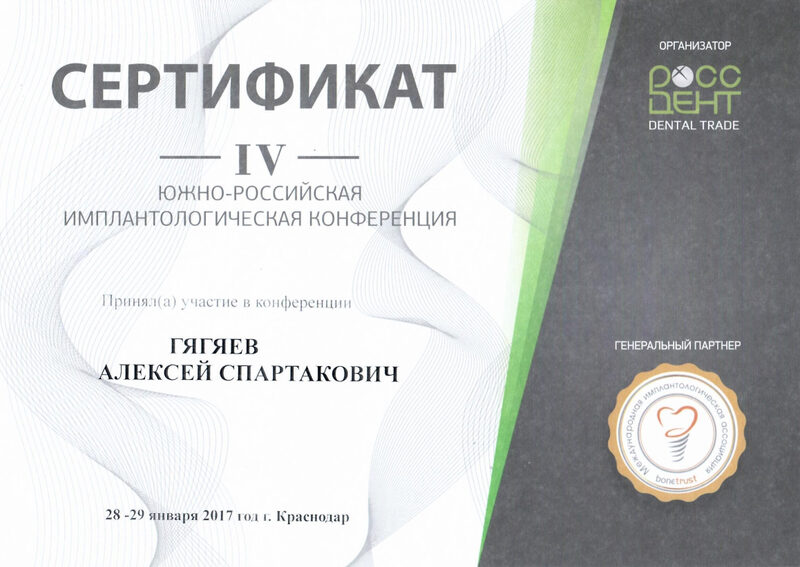 СЕРТИФИКАТ
IV
ЮЖНО-РОССИЙСКАЯ
ИМПЛАНТОЛОГИЧЕСКАЯ КОНФЕРЕНЦИЯ
Принял(а) участие в конференции
ГЯГЯЕВ
АЛЕКСЕЙ СПАРТАКОВИЧ
28 -29 января 2017 год г. Краснодар
ОРГАНИЗАТОР
РОСС
ДЕНТ
DENTAL TRADE
ГЕНЕРАЛЬНЫЙ ПАРТНЕР
Международная имплантологическая ассоциация
bonetrust